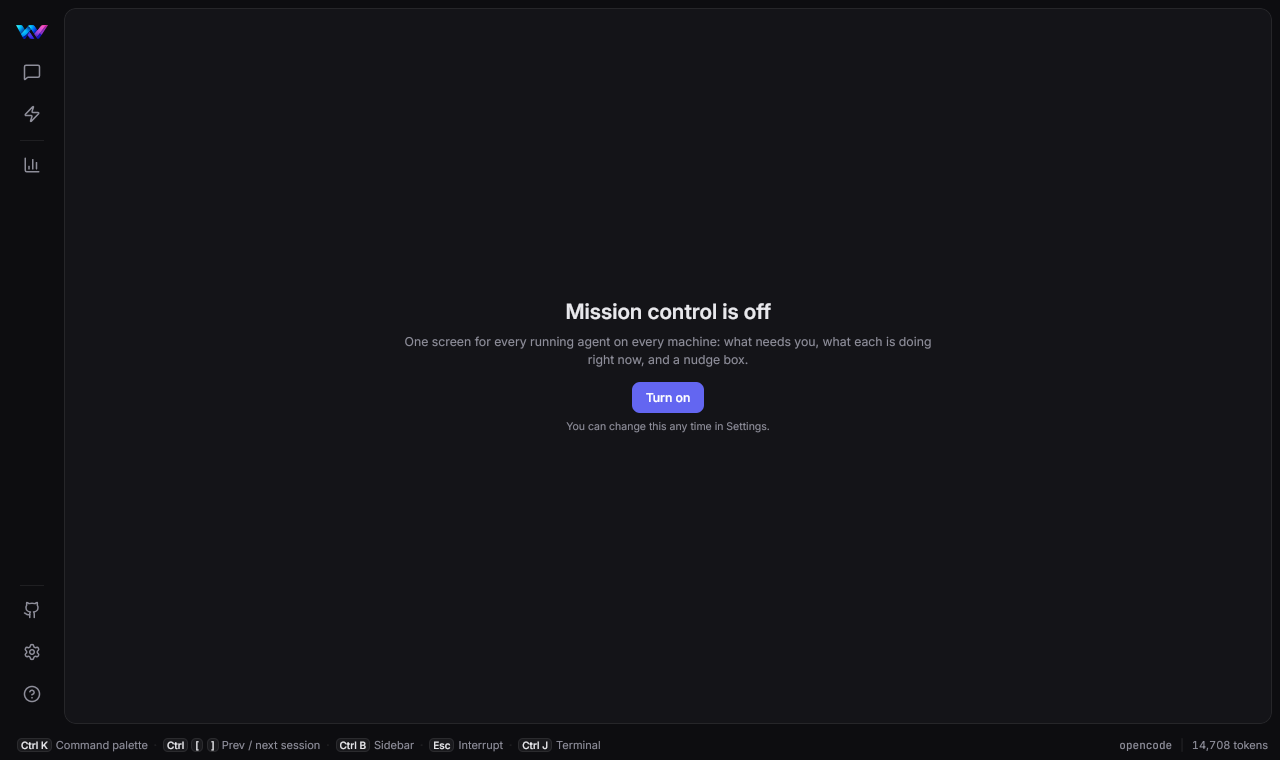 Mission control is off
One screen for every running agent on every machine: what needs you, what each is doing
right now, and a nudge box.
Turn on
You can change this any time in Settings.
Ctrl K Command palette · Ctrl [ ] Prev / next session · Ctrl B Sidebar · Esc Interrupt · Ctrl J Terminal
opencode 14,708 tokens